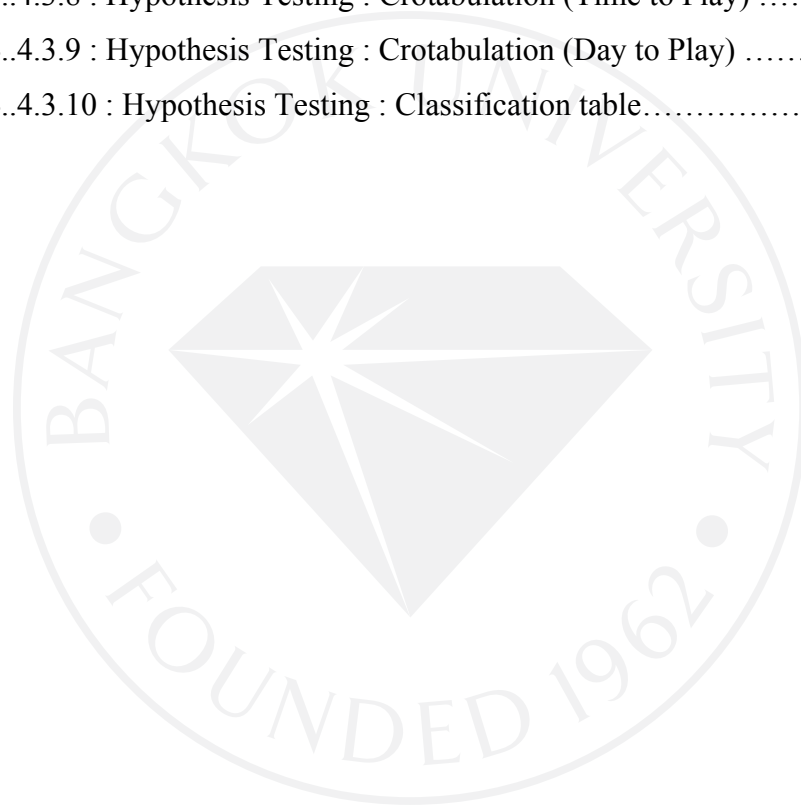 ..4.3.8 : Hypothesis Testing : Crotabulation (Time to Play) ….
..4.3.9 : Hypothesis Testing : Crotabulation (Day to Play) ……
..4.3.10 : Hypothesis Testing : Classification table……………
BANGKOK UNIVERSITY
FOUNDED 1962